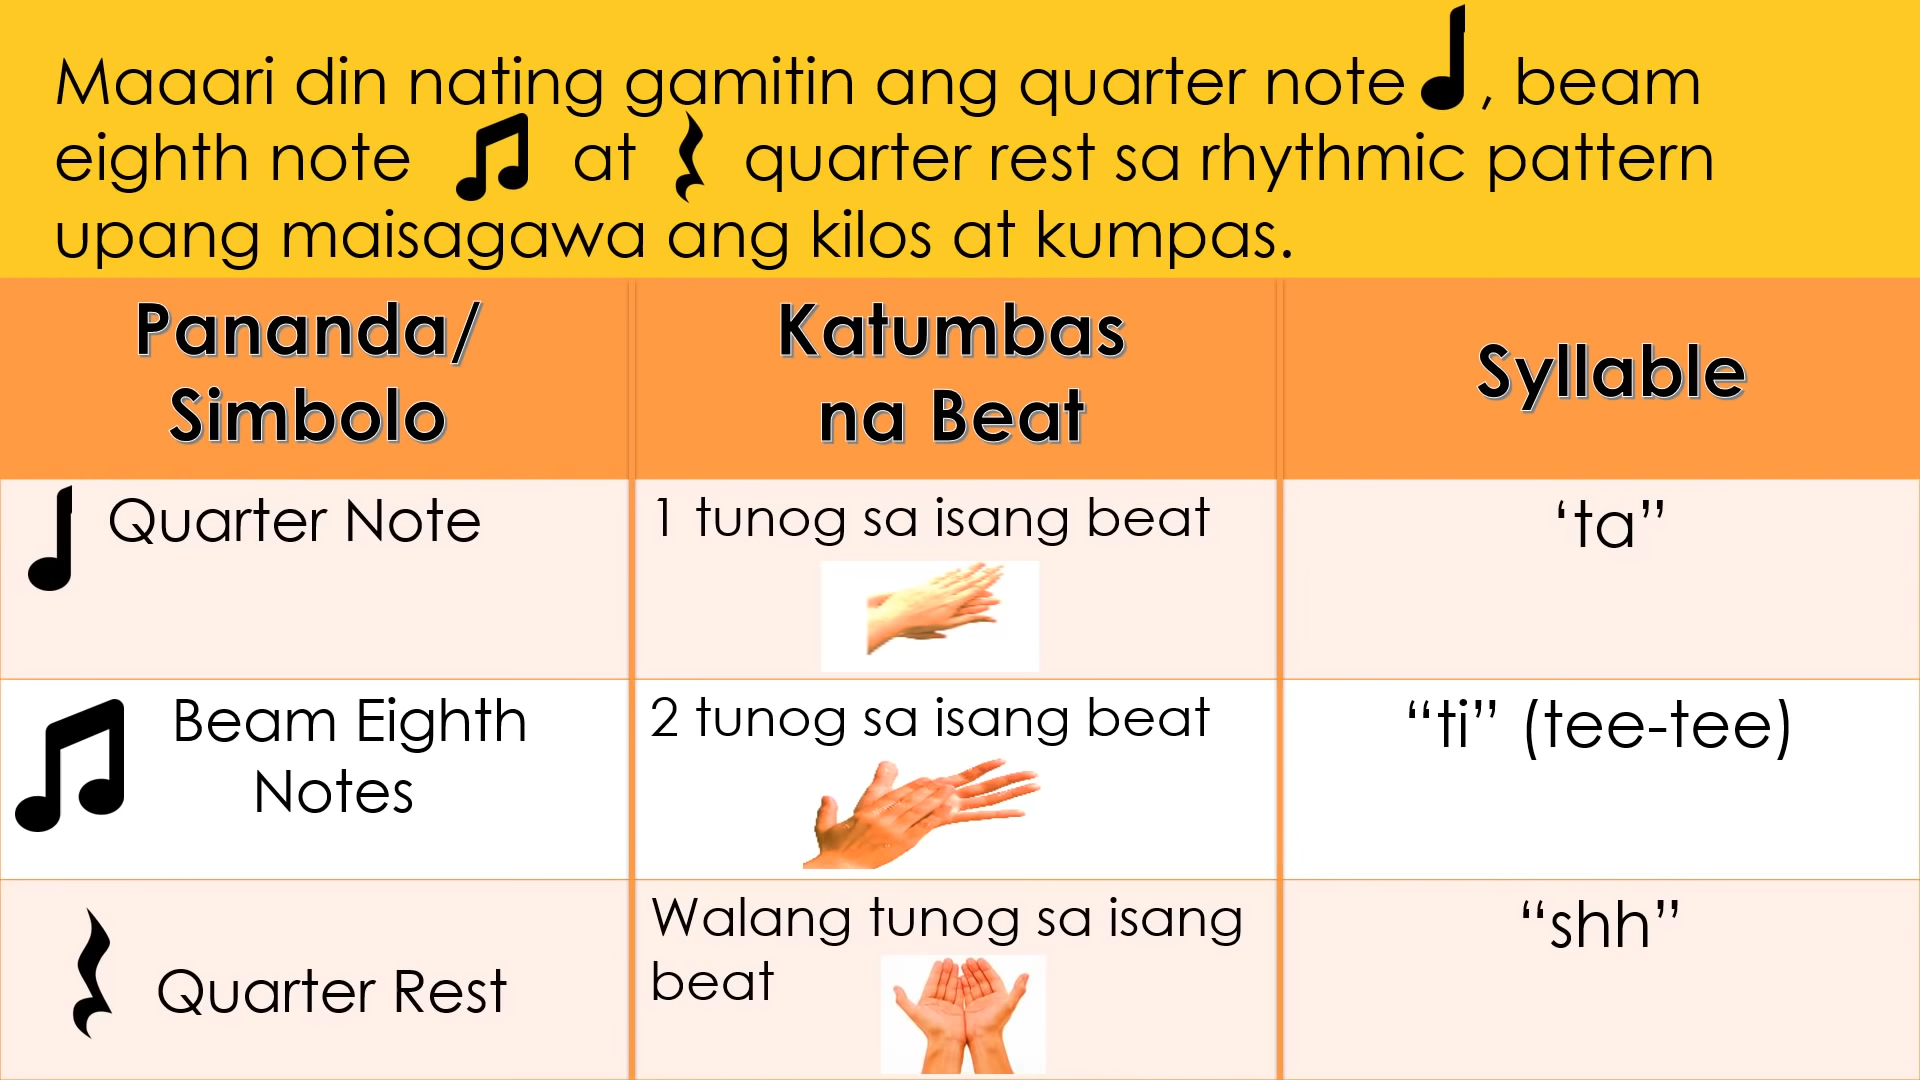 Maaari din nating gamitin ang quarter note , beam
eighth note at quarter rest sa rhythmic pattern
upang maisagawa ang kilos at kumpas.
Pananda/
Simbolo
Katumbas
na Beat
Syllable
Quarter Note
1 tunog sa isang beat
‘ta”
Beam Eighth
Notes
2 tunog sa isang beat
“ti” (tee-tee)
Quarter Rest
Walang tunog sa isang
beat
“shh”